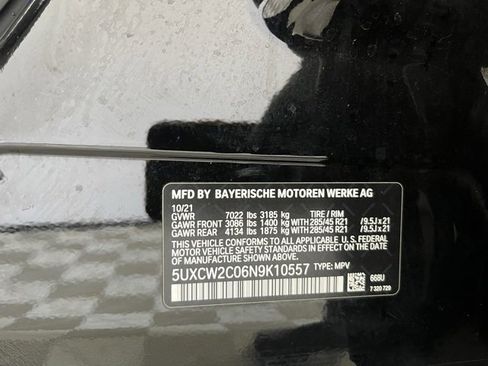 MFD BY BAYERISCHE MOTOREN WERKE AG
10/21
GVWR 7022 lbs 3185 kg TIRE / RIM
GAWR FRONT 3086 lbs 1400 kg 285/45 R21 /9.5J x 21
GAWR REAR 4134 lbs 1875 kg 285/45 R21 /9.5J x 21
THIS VEHICLE CONFORMS TO ALL APPLICABLE U.S. FEDERAL
MOTOR VEHICLE SAFETY STANDARDS IN EFFECT ON THE
DATE OF MANUFACTURE SHOWN ABOVE.
5UXCW2C06N9K10557 TYPE: MPV
668U
7 320 720